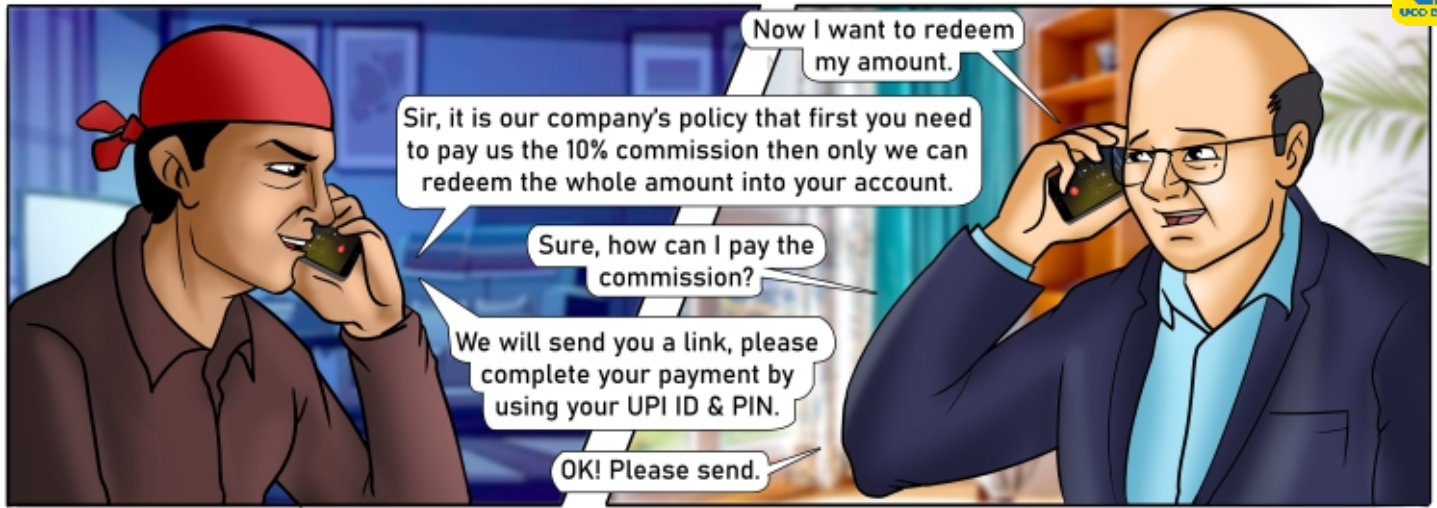 UCO B
Now I want to redeem
my amount.
Sir, it is our company's policy that first you need
to pay us the 10% commission then only we can
redeem the whole amount into your account.
Sure, how can I pay the
commission?
We will send you a link, please
complete your payment by
using your UPI ID & PIN.
OK! Please send.